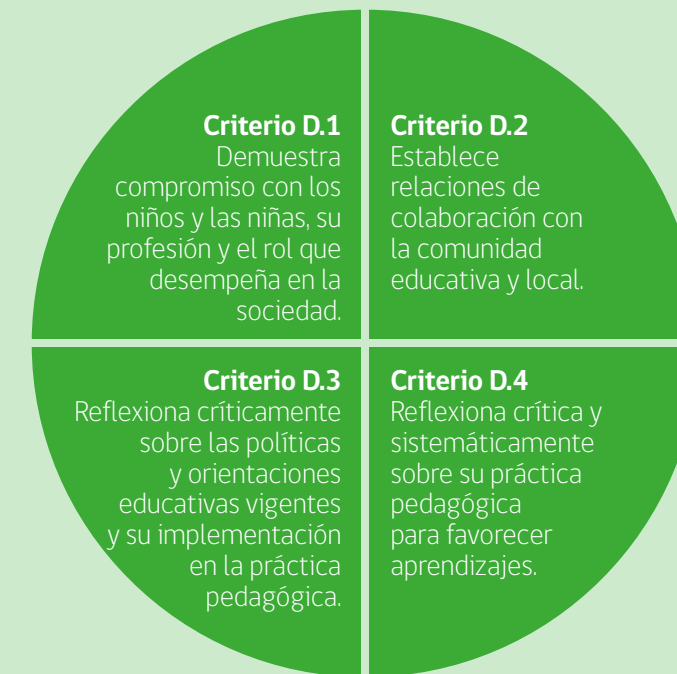 Criterio D.1
Demuestra
compromiso con los
niños y las niñas, su
profesión y el rol que
desempeña en la
sociedad.
Criterio D.2
Establece
relaciones de
colaboración con
la comunidad
educativa y local.
Criterio D.3
Reflexiona críticamente
sobre las políticas
y orientaciones
educativas vigentes
y su implementación
en la práctica
pedagógica.
Criterio D.4
Reflexiona crítica y
sistemáticamente
sobre su práctica
pedagógica
para favorecer
aprendizajes.